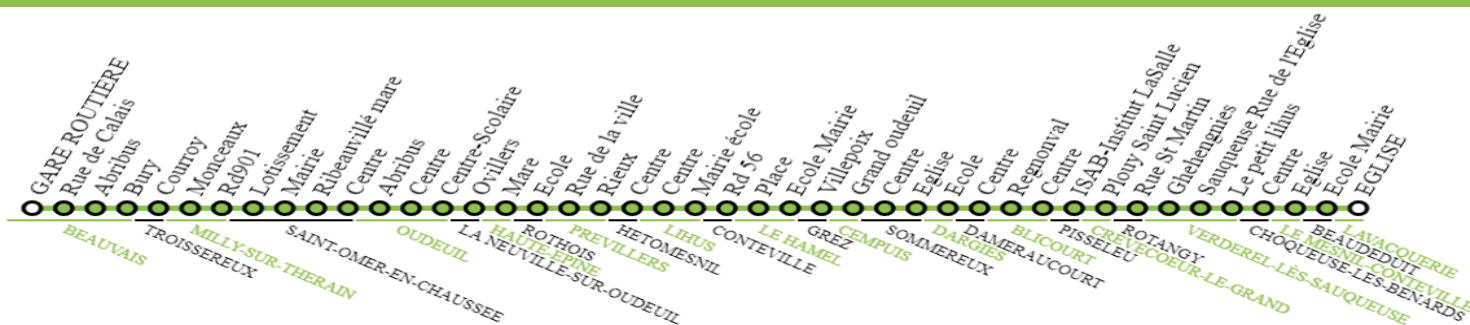 GARE ROUTIÈRE
Rue de Calais
Abribus
Bury
Courroy
Monceaux
Rd901
Lotissement
Mairie
Ribeauvillé mare
Centre
Abribus
Centre
Centre-Scolaire
Ovillers
Mare
Ecole
Rue de la ville
Rieux
Centre
Centre
Mairie école
Rd 56
Place
Ecole Mairie
Villepoix
Grand oudeuil
Centre
Eglise
Ecole
Centre
Regnonval
Centre
ISAB-Institut LaSalle
Plouy Saint Lucien
Rue St Martin
Ghehengnies
Sauqueuse Rue de l'Eglise
Le petit lihus
Centre
Eglise
Ecole Mairie
EGLISE
BEAUVAIS
TROISSEREUX
MILLY-SUR-THERAIN
SAINT-OMER-EN-CHAUSSEE
OUDEUIL
LA NEUVILLE-SUR-OUDEUIL
HAUTE-EPINE
ROTHOIS
PREVILLERS
HETOMESNIL
LIHUS
CONTEVILLE
LE HAMEL
GREZ
CEMPUIS
SOMMEREUX
DARGIES
DAMERAUCOURT
BLICOURT
PISSELEU
CRÈVECOEUR-LE-GRAND
ROTANGY
VERDEREL-LÈS-SAUQUEUSE
CHOQUEUSE-LES-BENARDS
LE MESNIL-CONTEVILLE
BEAUDEDUIT
LAVACQUERIE